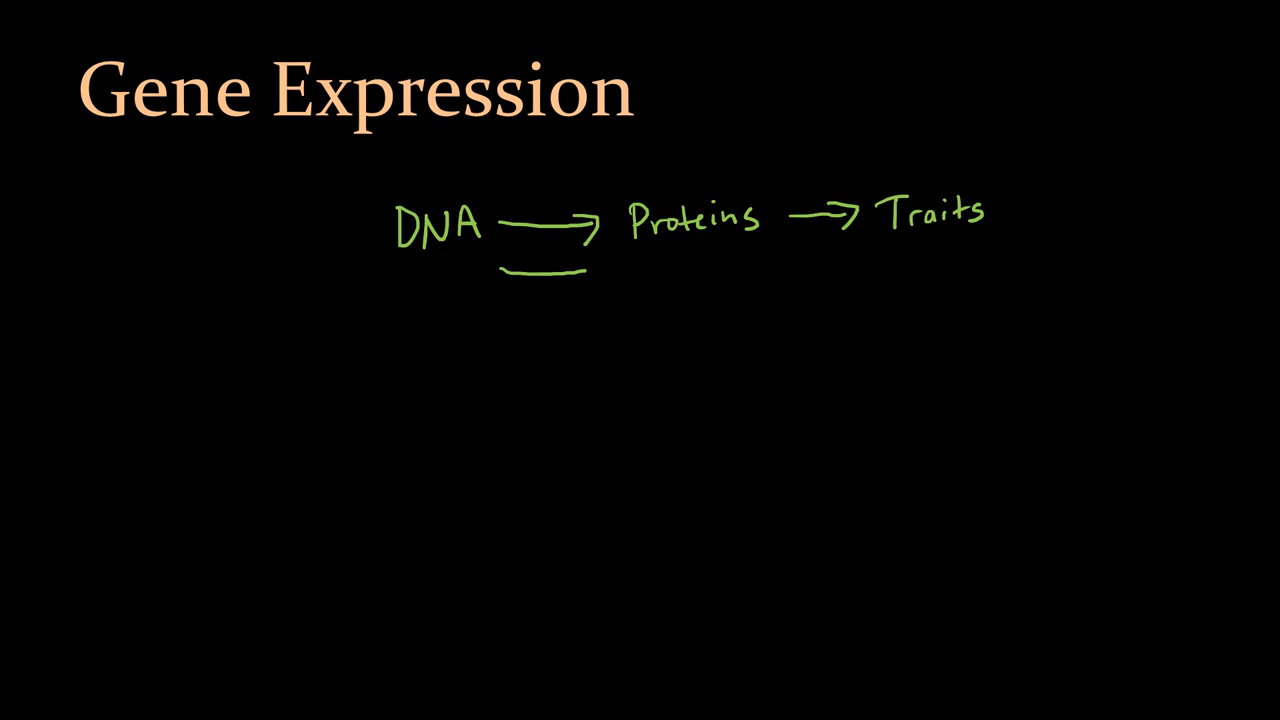 Gene Expression
DNA → Proteins → Traits